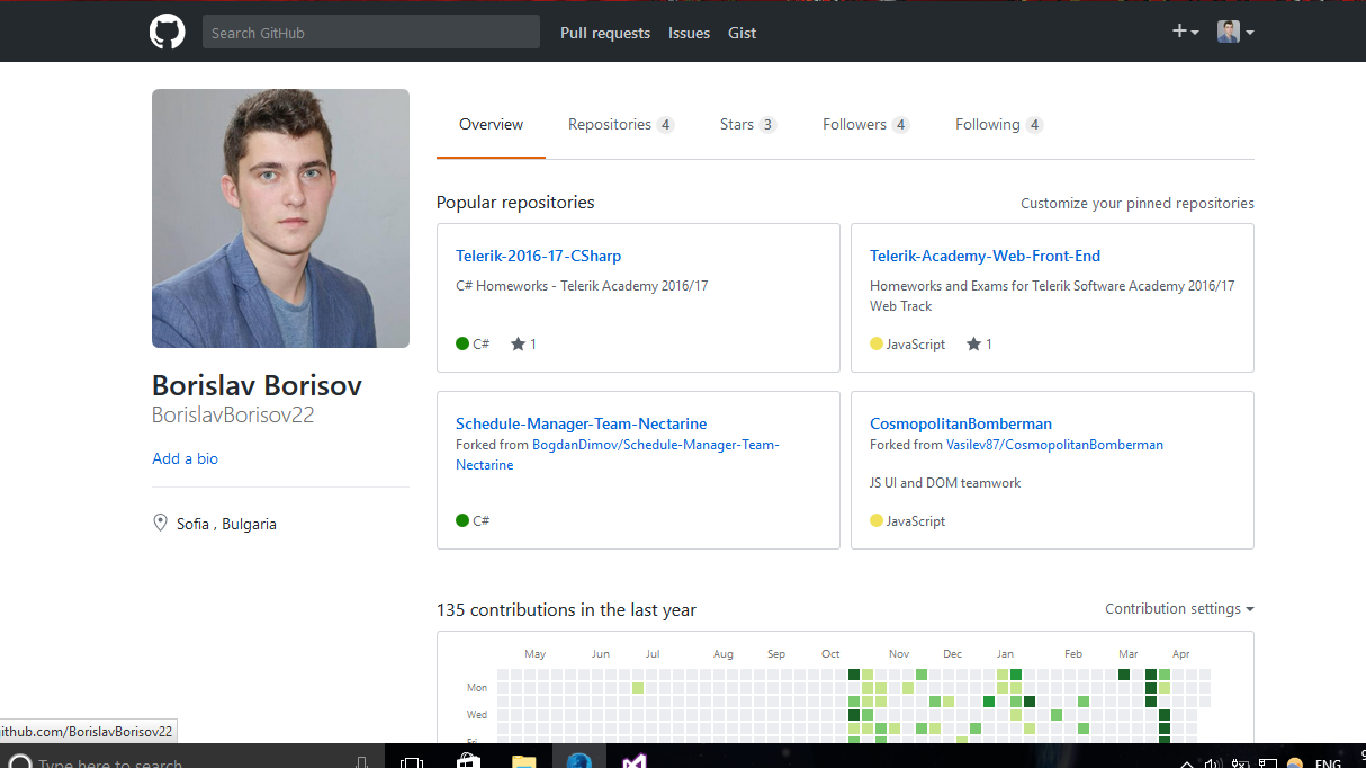 Search GitHub
Pull requests Issues Gist
Overview Repositories 4 Stars 3 Followers 4 Following 4
Popular repositories
Customize your pinned repositories
Telerik-2016-17-CSharp
C# Homeworks - Telerik Academy 2016/17
C# 1
Telerik-Academy-Web-Front-End
Homeworks and Exams for Telerik Software Academy 2016/17
Web Track
JavaScript 1
Borislav Borisov
BorislavBorisov22
Add a bio
Sofia , Bulgaria
Schedule-Manager-Team-Nectarine
Forked from BogdanDimov/Schedule-Manager-Team-
Nectarine
C#
CosmopolitanBomberman
Forked from Vasilev87/CosmopolitanBomberman
JS UI and DOM teamwork
JavaScript
135 contributions in the last year
Contribution settings
May Jun Jul Aug Sep Oct Nov Dec Jan Feb Mar Apr
Mon
Wed
Fri
ithub.com/BorislavBorisov22
Type here to search
ENG